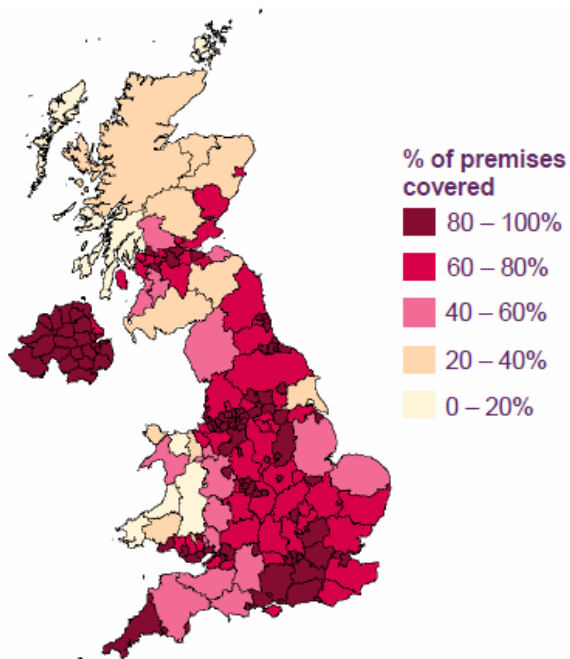 % of premises
covered
80 – 100%
60 – 80%
40 – 60%
20 – 40%
0 – 20%